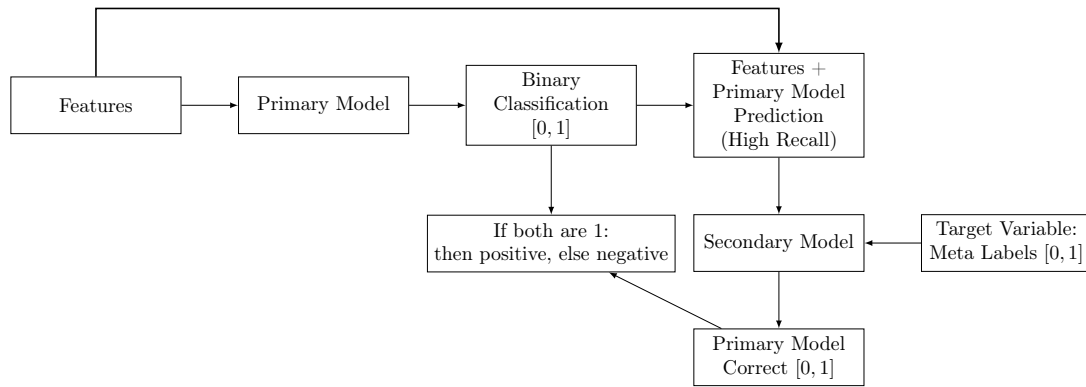 Features
Primary Model
Binary
Classification
[0, 1]
Features +
Primary Model
Prediction
(High Recall)
If both are 1:
then positive, else negative
Secondary Model
Target Variable:
Meta Labels [0, 1]
Primary Model
Correct [0, 1]